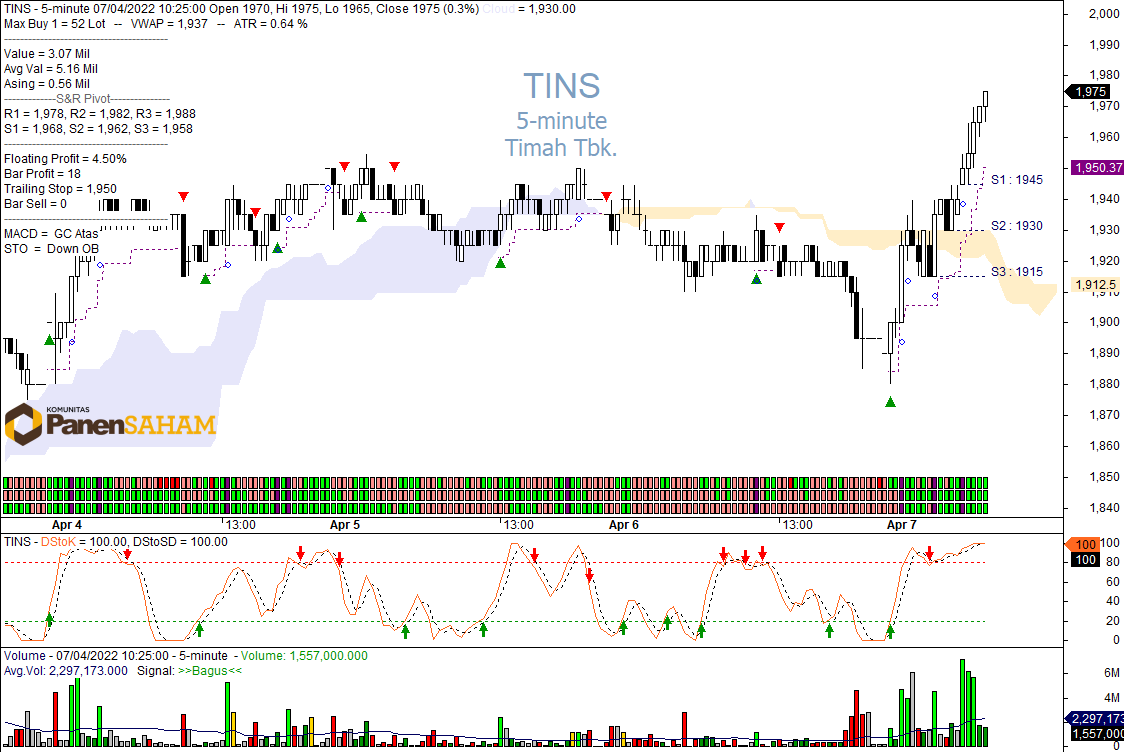 TINS - 5-minute 07/04/2022 10:25:00 Open 1970, Hi 1975, Lo 1965, Close 1975 (0.3%) Cloud = 1,930.00
Max Buy 1 = 52 Lot -- VWAP = 1,937 -- ATR = 0.64 %
Value = 3.07 Mil
Avg Val = 5.16 Mil
Asing = 0.56 Mil
-------------S&R Pivot---------------
R1 = 1,978, R2 = 1,982, R3 = 1,988
S1 = 1,968, S2 = 1,962, S3 = 1,958
Floating Profit = 4.50%
Bar Profit = 18
Trailing Stop = 1,950
Bar Sell = 0
MACD = GC Atas
STO = Down OB
TINS
5-minute
Timah Tbk.
S1 : 1945
S2 : 1930
S3 : 1915
2,000
1,990
1,980
1,975
1,970
1,960
1,950.37
1,940
1,930
1,920
1,912.5
1,910
1,900
1,890
1,880
1,870
1,860
1,850
1,840
KOMUNITAS
PanenSAHAM
Apr 4 13:00 Apr 5 13:00 Apr 6 13:00 Apr 7
TINS - DStoK = 100.00, DStoSD = 100.00
100 100
100 80
60
40
20
0
Volume - 07/04/2022 10:25:00 - 5-minute - Volume: 1,557,000.000
Avg.Vol: 2,297,173.000 Signal: >>Bagus<<
6M
4M
2,297,173
1,557,000
0